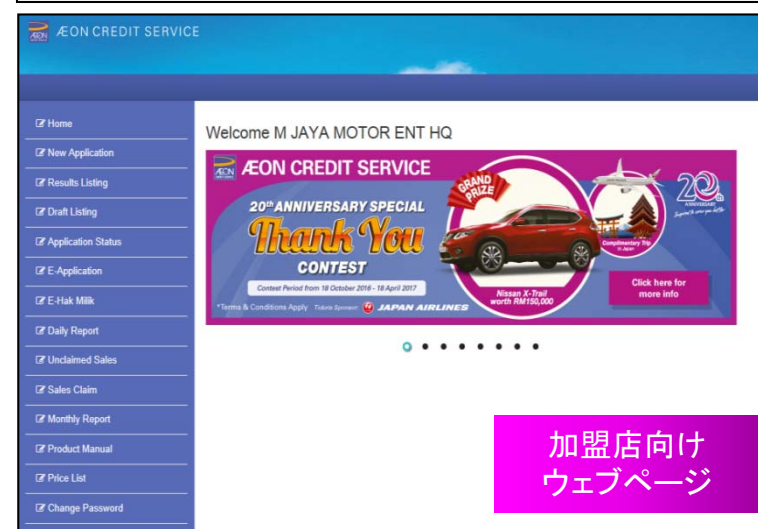 ÆON CREDIT SERVICE
Home
New Application
Results Listing
Draft Listing
Application Status
E-Application
E-Hak Milik
Daily Report
Unclaimed Sales
Sales Claim
Monthly Report
Product Manual
Price List
Change Password
Welcome M JAYA MOTOR ENT HQ
ÆON
ÆON CREDIT SERVICE
20th ANNIVERSARY SPECIAL
Thank You
CONTEST
Contest Period from 18 October 2016 - 18 April 2017
*Terms & Conditions Apply
Tickets Sponsor:
JAPAN AIRLINES
GRAND
PRIZE
Nissan X-Trail
worth RM150,000
Complimentary Trip
to Japan
20th
ANNIVERSARY
Click here for
more info
加盟店向け
ウェブページ